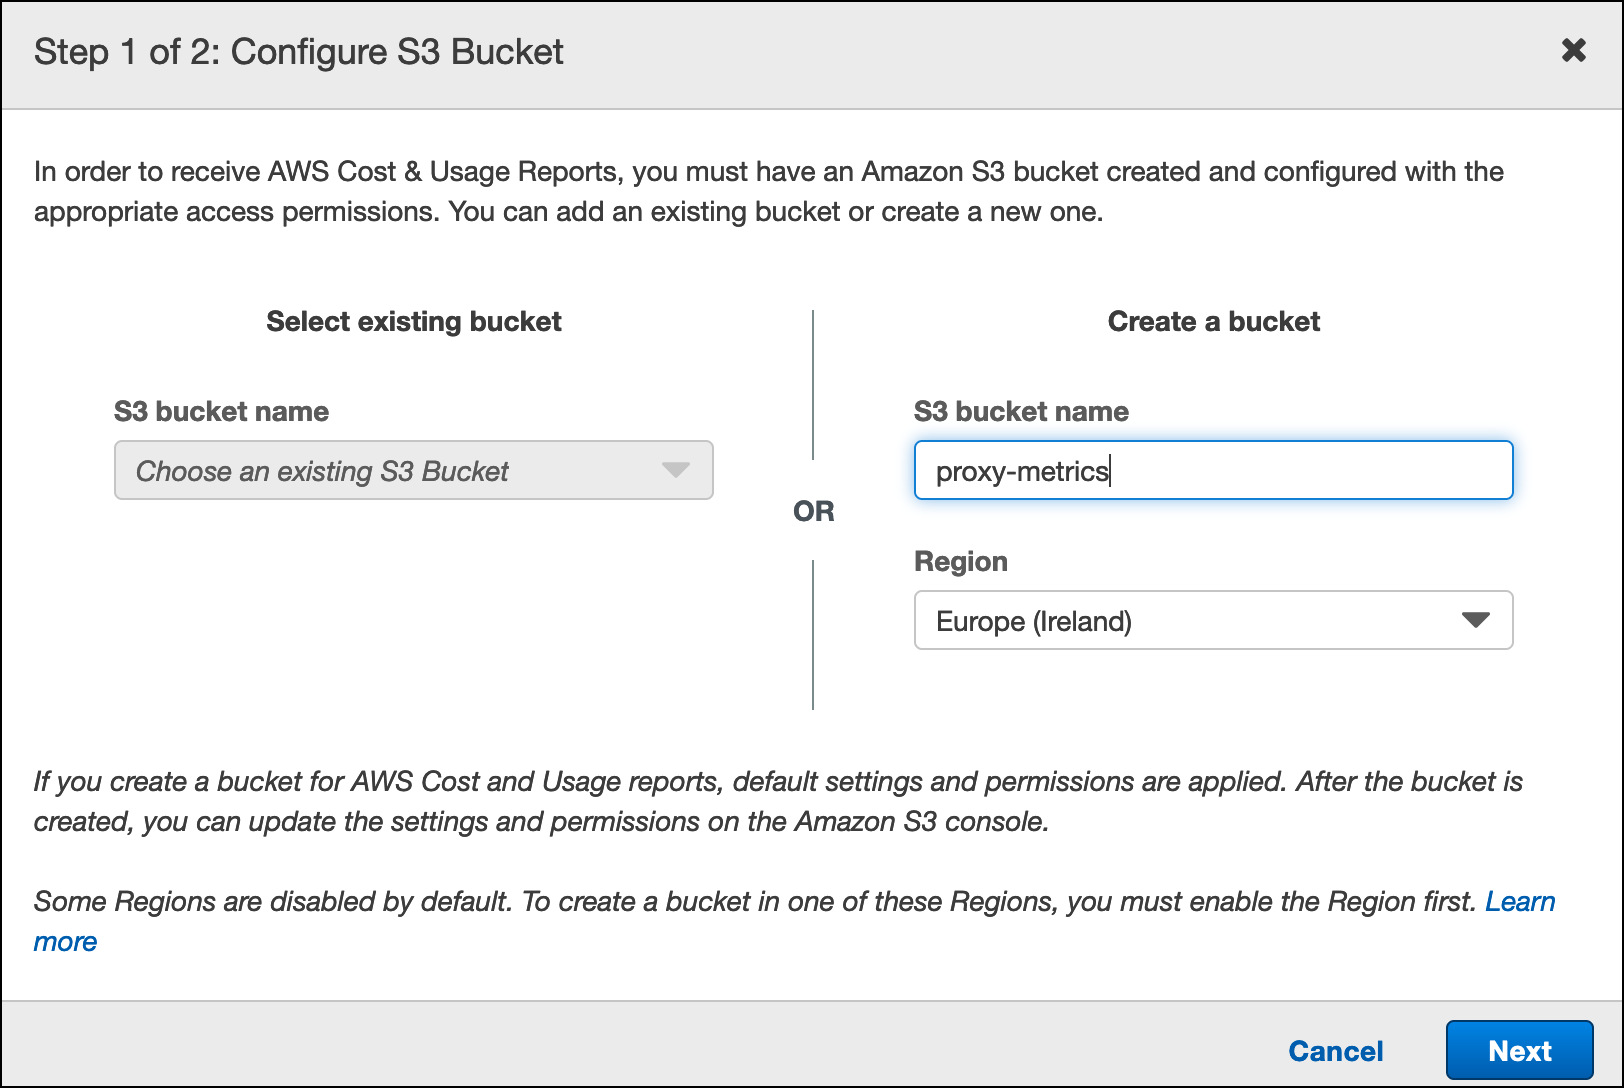 Step 1 of 2: Configure S3 Bucket
In order to receive AWS Cost & Usage Reports, you must have an Amazon S3 bucket created and configured with the
appropriate access permissions. You can add an existing bucket or create a new one.
Select existing bucket
S3 bucket name
Choose an existing S3 Bucket
OR
Create a bucket
S3 bucket name
proxy-metrics
Region
Europe (Ireland)
If you create a bucket for AWS Cost and Usage reports, default settings and permissions are applied. After the bucket is
created, you can update the settings and permissions on the Amazon S3 console.
Some Regions are disabled by default. To create a bucket in one of these Regions, you must enable the Region first. Learn
more
Cancel
Next